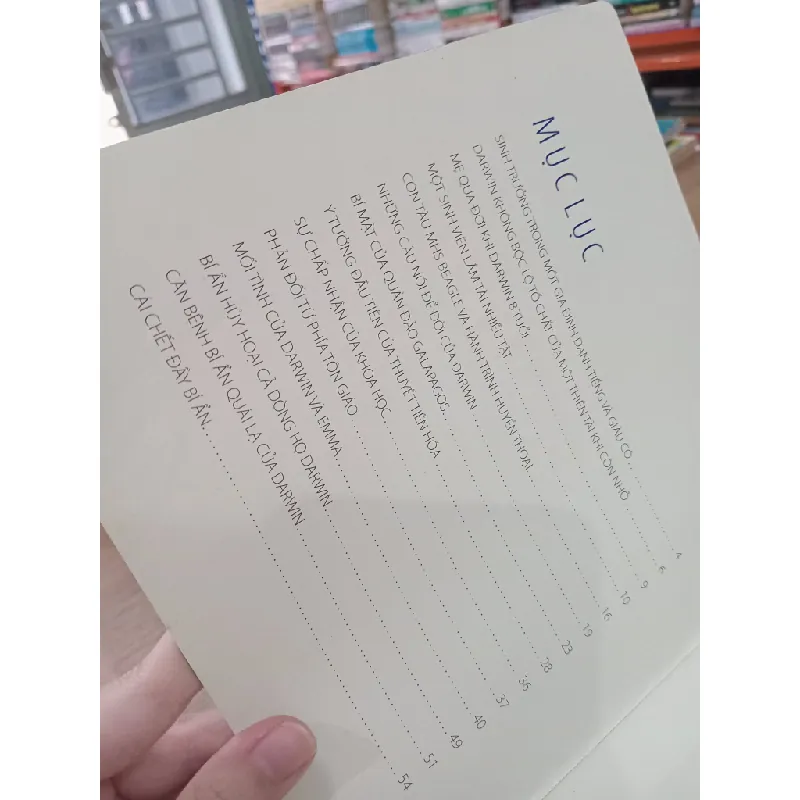 MỤC LỤC
SINH TRƯỞNG TRONG MỘT GIA ĐÌNH DANH TIẾNG VÀ GIÀU CÓ 4
DARWIN KHÔNG BỘC LỘ TỐ CHẤT CỦA MỘT THIÊN TÀI KHI CÒN NHỎ 6
MẸ QUA ĐỜI KHI DARWIN 8 TUỔI 9
MỘT SINH VIÊN LẮM TÀI NHIỀU TẬT 10
CON TÀU MHS BEAGLE VÀ HÀNH TRÌNH HUYỀN THOẠI 16
NHỮNG CÂU NÓI ĐỂ ĐỜI CỦA DARWIN 19
BÍ MẬT CỦA QUẦN ĐẢO GALAPAGOS 23
Ý TƯỞNG ĐẦU TIÊN CỦA THUYẾT TIẾN HÓA 28
SỰ CHẤP NHẬN CỦA KHOA HỌC 36
PHẢN ĐỐI TỪ PHÍA TÔN GIÁO 37
MỐI TÌNH CỦA DARWIN VÀ EMMA 40
BÍ ẨN HỦY HOẠI CẢ DÒNG HỌ DARWIN 49
CĂN BỆNH BÍ ẨN QUÁI LẠ CỦA DARWIN 51
CÁI CHẾT ĐẦY BÍ ẨN 54